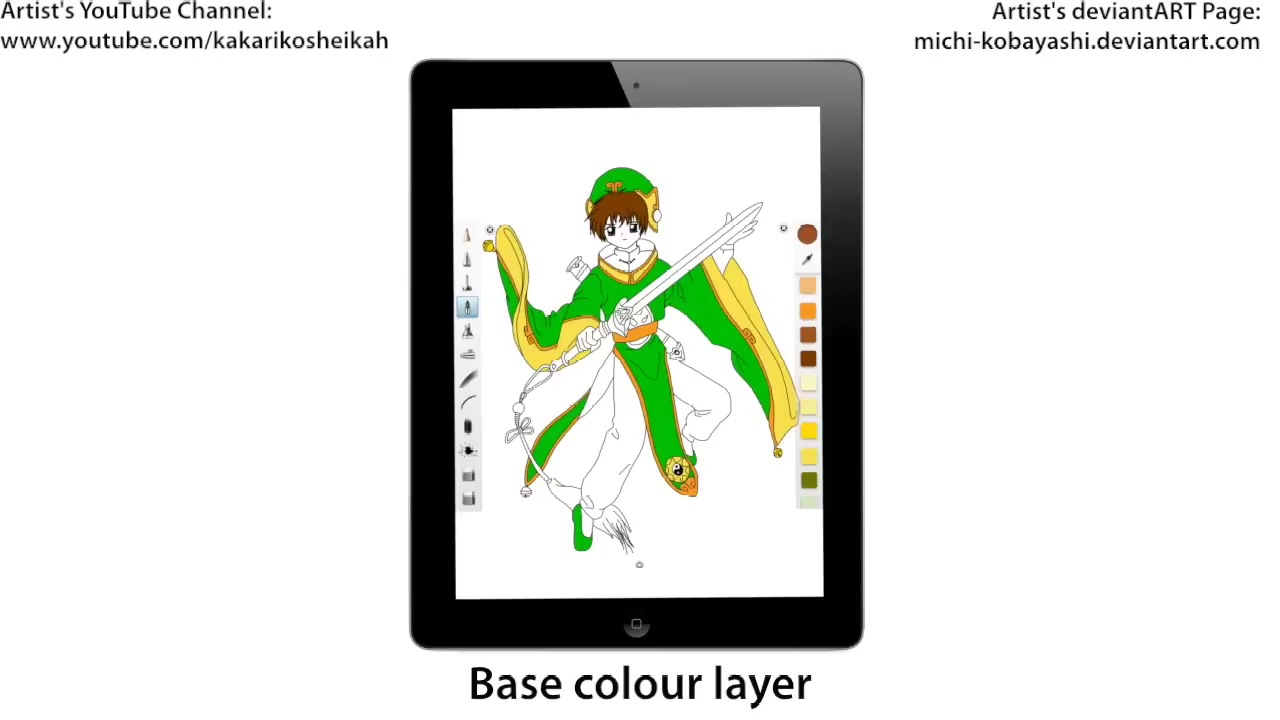 Artist's YouTube Channel:
www.youtube.com/kakarikosheikah
Artist's deviantART Page:
michi-kobayashi.deviantart.com
Base colour layer